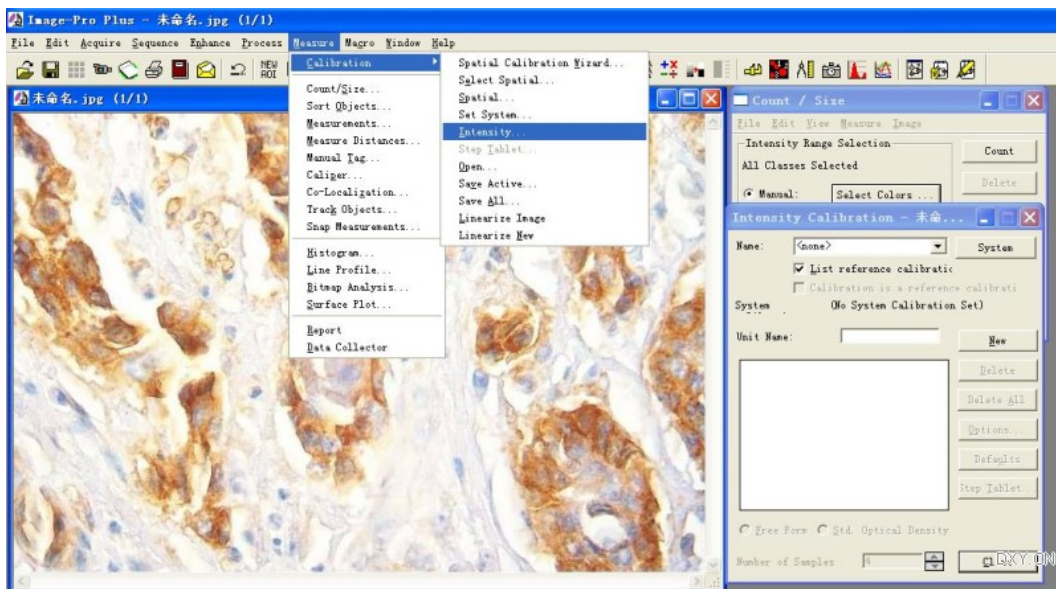 Image-Pro Plus - 未命名.jpg (1/1)
File Edit Acquire Sequence Enhance Process Measure Macro Window Help
NEW
AOI
未命名.jpg (1/1)
Calibration
Count/Size...
Sort Objects...
Measurements...
Measure Distances...
Manual Tag...
Caliper...
Co-Localization...
Track Objects...
Snap Measurements...
Histogram...
Line Profile...
Bitmap Analysis...
Surface Plot...
Report
Data Collector
Spatial Calibration Wizard...
Select Spatial...
Spatial...
Set System...
Intensity...
Step Tablet...
Open...
Save Active...
Save All...
Linearize Image
Linearize New
Count / Size
File Edit View Measure Image
Intensity Range Selection
Count
All Classes Selected
Delete
Manual: Select Colors ...
Intensity Calibration - 未命...
Name: <none> System
List reference calibratic
Calibration is a reference calibrati
System (No System Calibration Set)
Unit Name:
New
Delete
Delete All
Options...
Defaults
Step Tablet..
Free Form Std. Optical Density
Number of Samples 4
DXY.CN